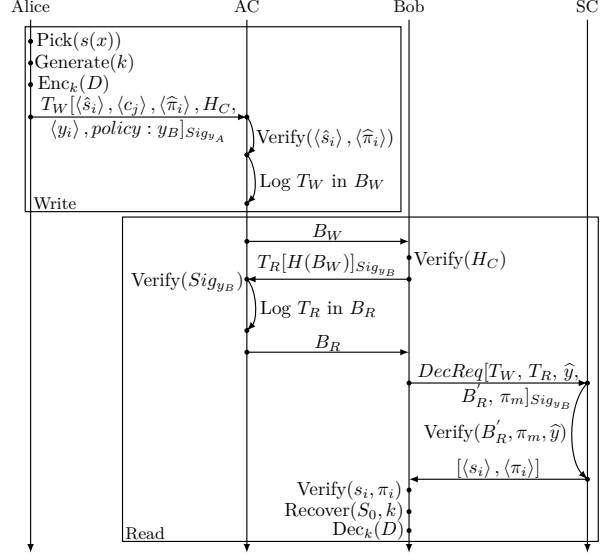 Alice AC Bob SC
Pick(s(x))
Generate(k)
Enc_k(D)
T_W[⟨ŝ_i⟩, ⟨c_j⟩, ⟨π̂_i⟩, H_C,
⟨y_i⟩, policy : y_B]_{Sig_{y_A}}
Verify(⟨ŝ_i⟩, ⟨π̂_i⟩)
Log T_W in B_W
Write
B_W
Verify(H_C)
T_R[H(B_W)]_{Sig_{y_B}}
Verify(Sig_{y_B})
Log T_R in B_R
B_R
DecReq[T_W, T_R, ŷ,
B'_R, π_m]_{Sig_{y_B}}
Verify(B'_R, π_m, ŷ)
[⟨s_i⟩, ⟨π_i⟩]
Verify(s_i, π_i)
Recover(S_0, k)
Dec_k(D)
Read